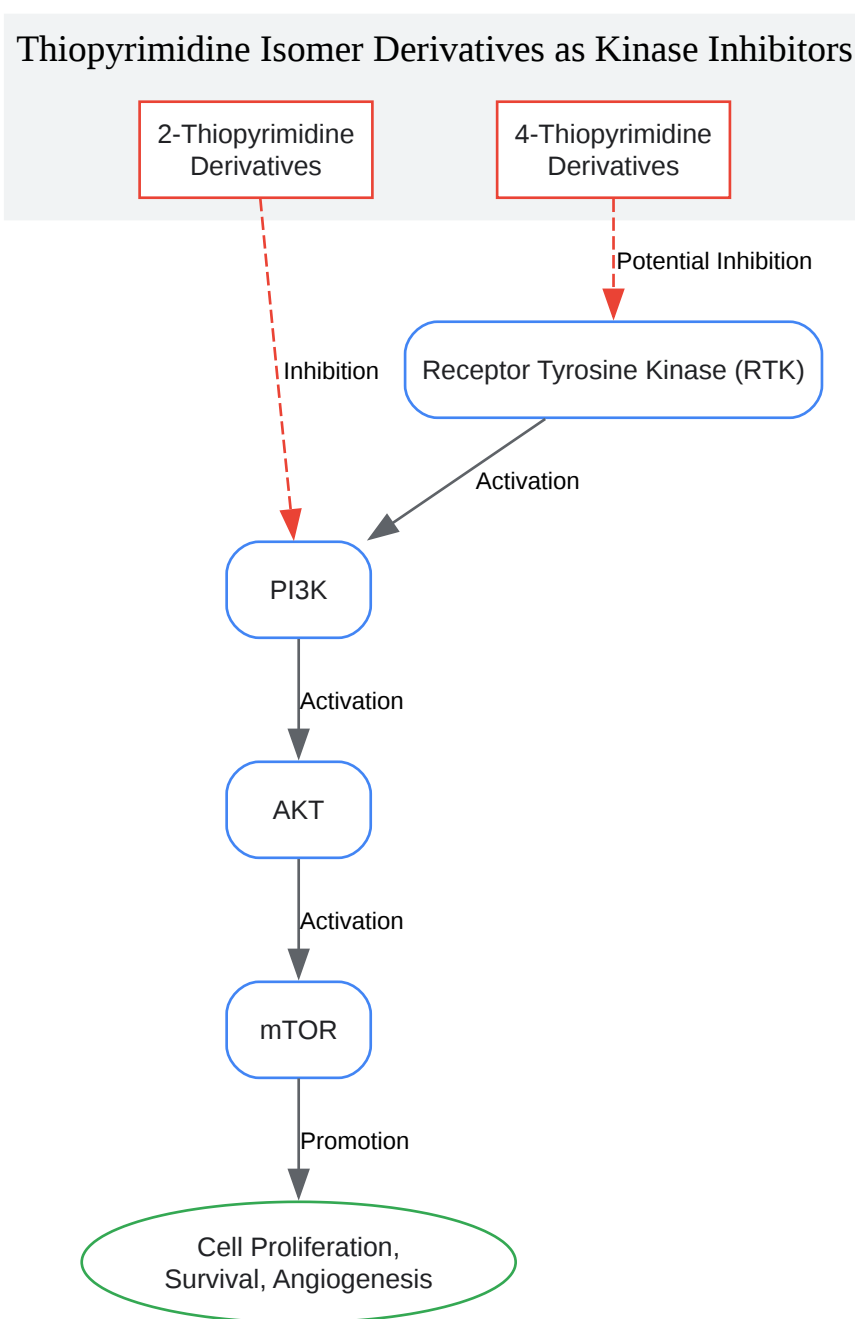 Thiopyrimidine Isomer Derivatives as Kinase Inhibitors
2-Thiopyrimidine
Derivatives
4-Thiopyrimidine
Derivatives
Potential Inhibition
Inhibition
Receptor Tyrosine Kinase (RTK)
Activation
PI3K
Activation
AKT
Activation
mTOR
Promotion
Cell Proliferation,
Survival, Angiogenesis